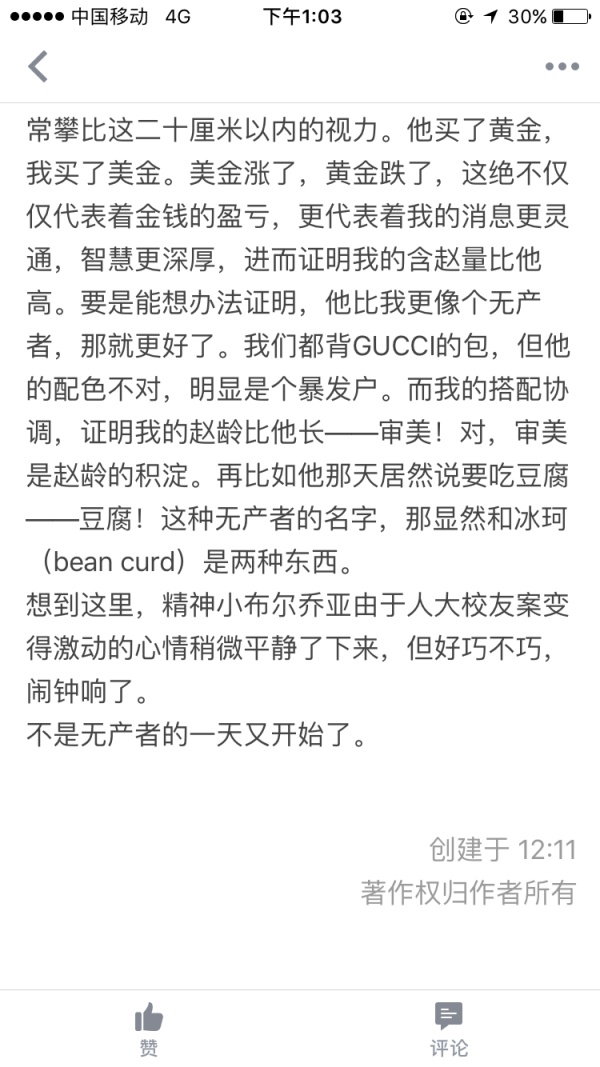 中国移动 4G 下午1:03 30%
常攀比这二十厘米以内的视力。他买了黄金，
我买了美金。美金涨了，黄金跌了，这绝不仅
仅代表着金钱的盈亏，更代表着我的消息更灵
通，智慧更深厚，进而证明我的含赵量比他
高。要是能想办法证明，他比我更像个无产
者，那就更好了。我们都背GUCCI的包，但他
的配色不对，明显是个暴发户。而我的搭配协
调，证明我的赵龄比他长——审美！对，审美
是赵龄的积淀。再比如他那天居然说要吃豆腐
——豆腐！这种无产者的名字，那显然和冰珂
（bean curd）是两种东西。
想到这里，精神小布尔乔亚由于人大校友案变
得激动的心情稍微平静了下来，但好巧不巧，
闹钟响了。
不是无产者的一天又开始了。
创建于 12:11
著作权归作者所有
赞 评论